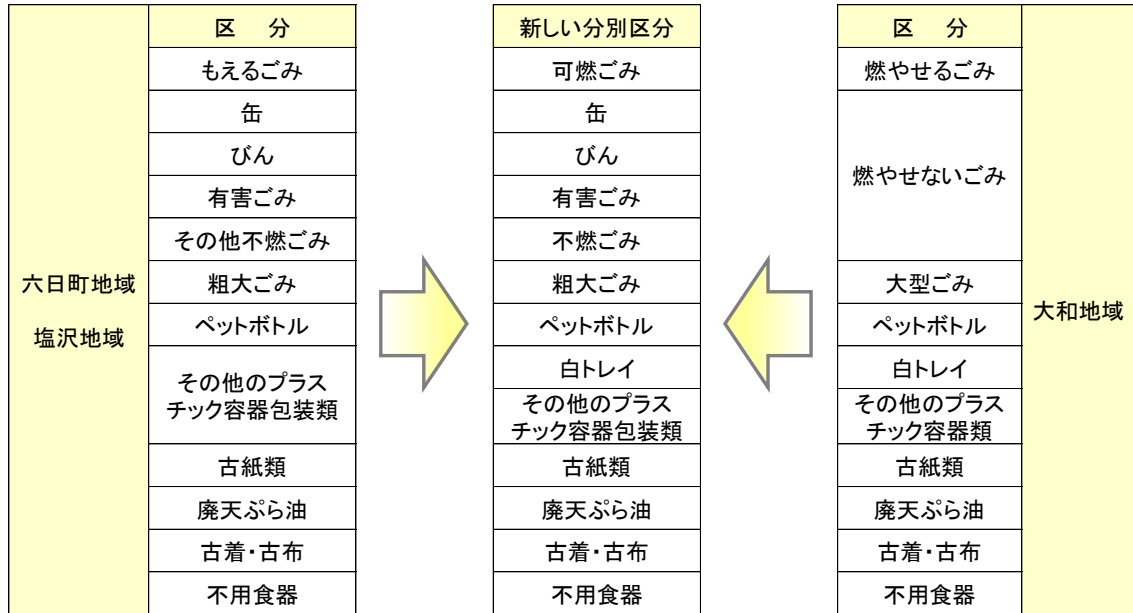 区 分
もえるごみ
缶
びん
有害ごみ
その他不燃ごみ
粗大ごみ
ペットボトル
その他のプラス
チック容器包装類
古紙類
廃天ぷら油
古着・古布
不用食器
六日町地域
塩沢地域
新しい分別区分
可燃ごみ
缶
びん
有害ごみ
不燃ごみ
粗大ごみ
ペットボトル
白トレイ
その他のプラス
チック容器包装類
古紙類
廃天ぷら油
古着・古布
不用食器
区 分
燃やせるごみ
燃やせないごみ
大型ごみ
ペットボトル
白トレイ
その他のプラス
チック容器類
古紙類
廃天ぷら油
古着・古布
不用食器
大和地域